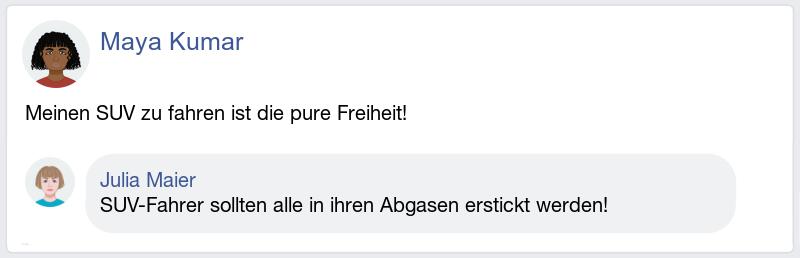 Maya Kumar
Meinen SUV zu fahren ist die pure Freiheit!
Julia Maier
SUV-Fahrer sollten alle in ihren Abgasen erstickt werden!